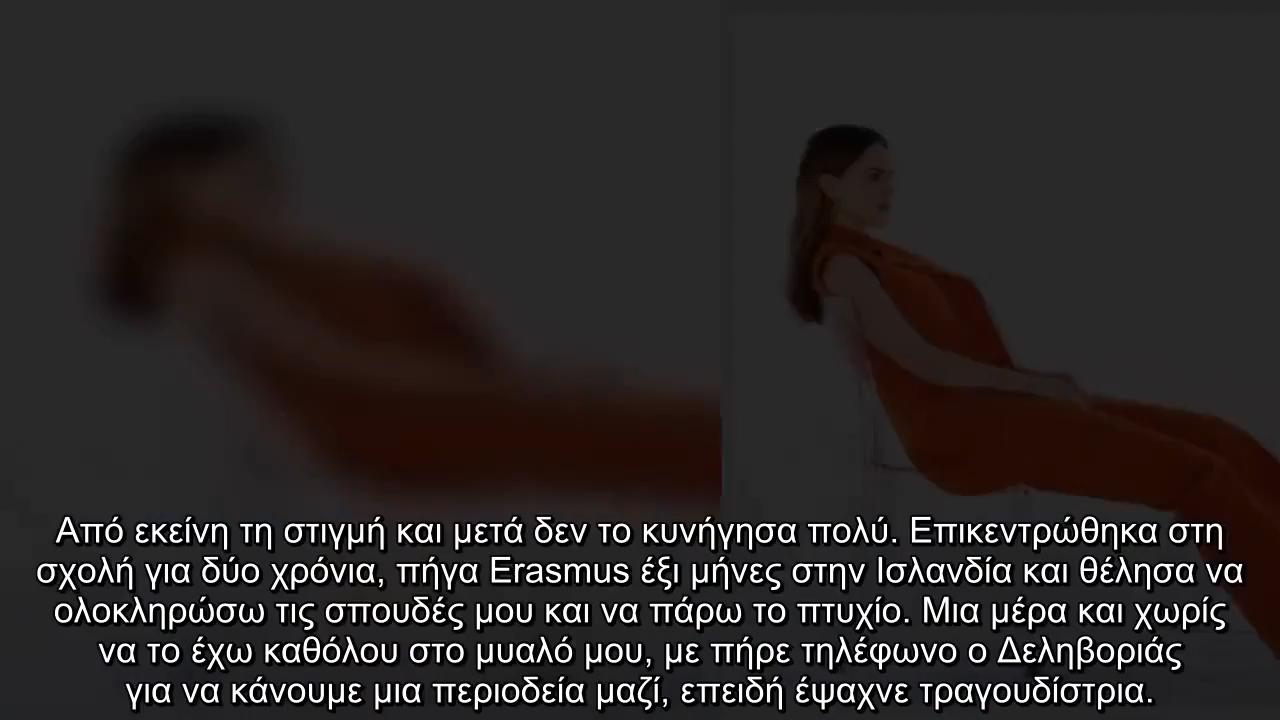 Από εκείνη τη στιγμή και μετά δεν το κυνήγησα πολύ. Επικεντρώθηκα στη
σχολή για δύο χρόνια, πήγα Erasmus έξι μήνες στην Ισλανδία και θέλησα να
ολοκληρώσω τις σπουδές μου και να πάρω το πτυχίο. Μια μέρα και χωρίς
να το έχω καθόλου στο μυαλό μου, με πήρε τηλέφωνο ο Δεληβοριάς
για να κάνουμε μια περιοδεία μαζί, επειδή έψαχνε τραγουδίστρια.